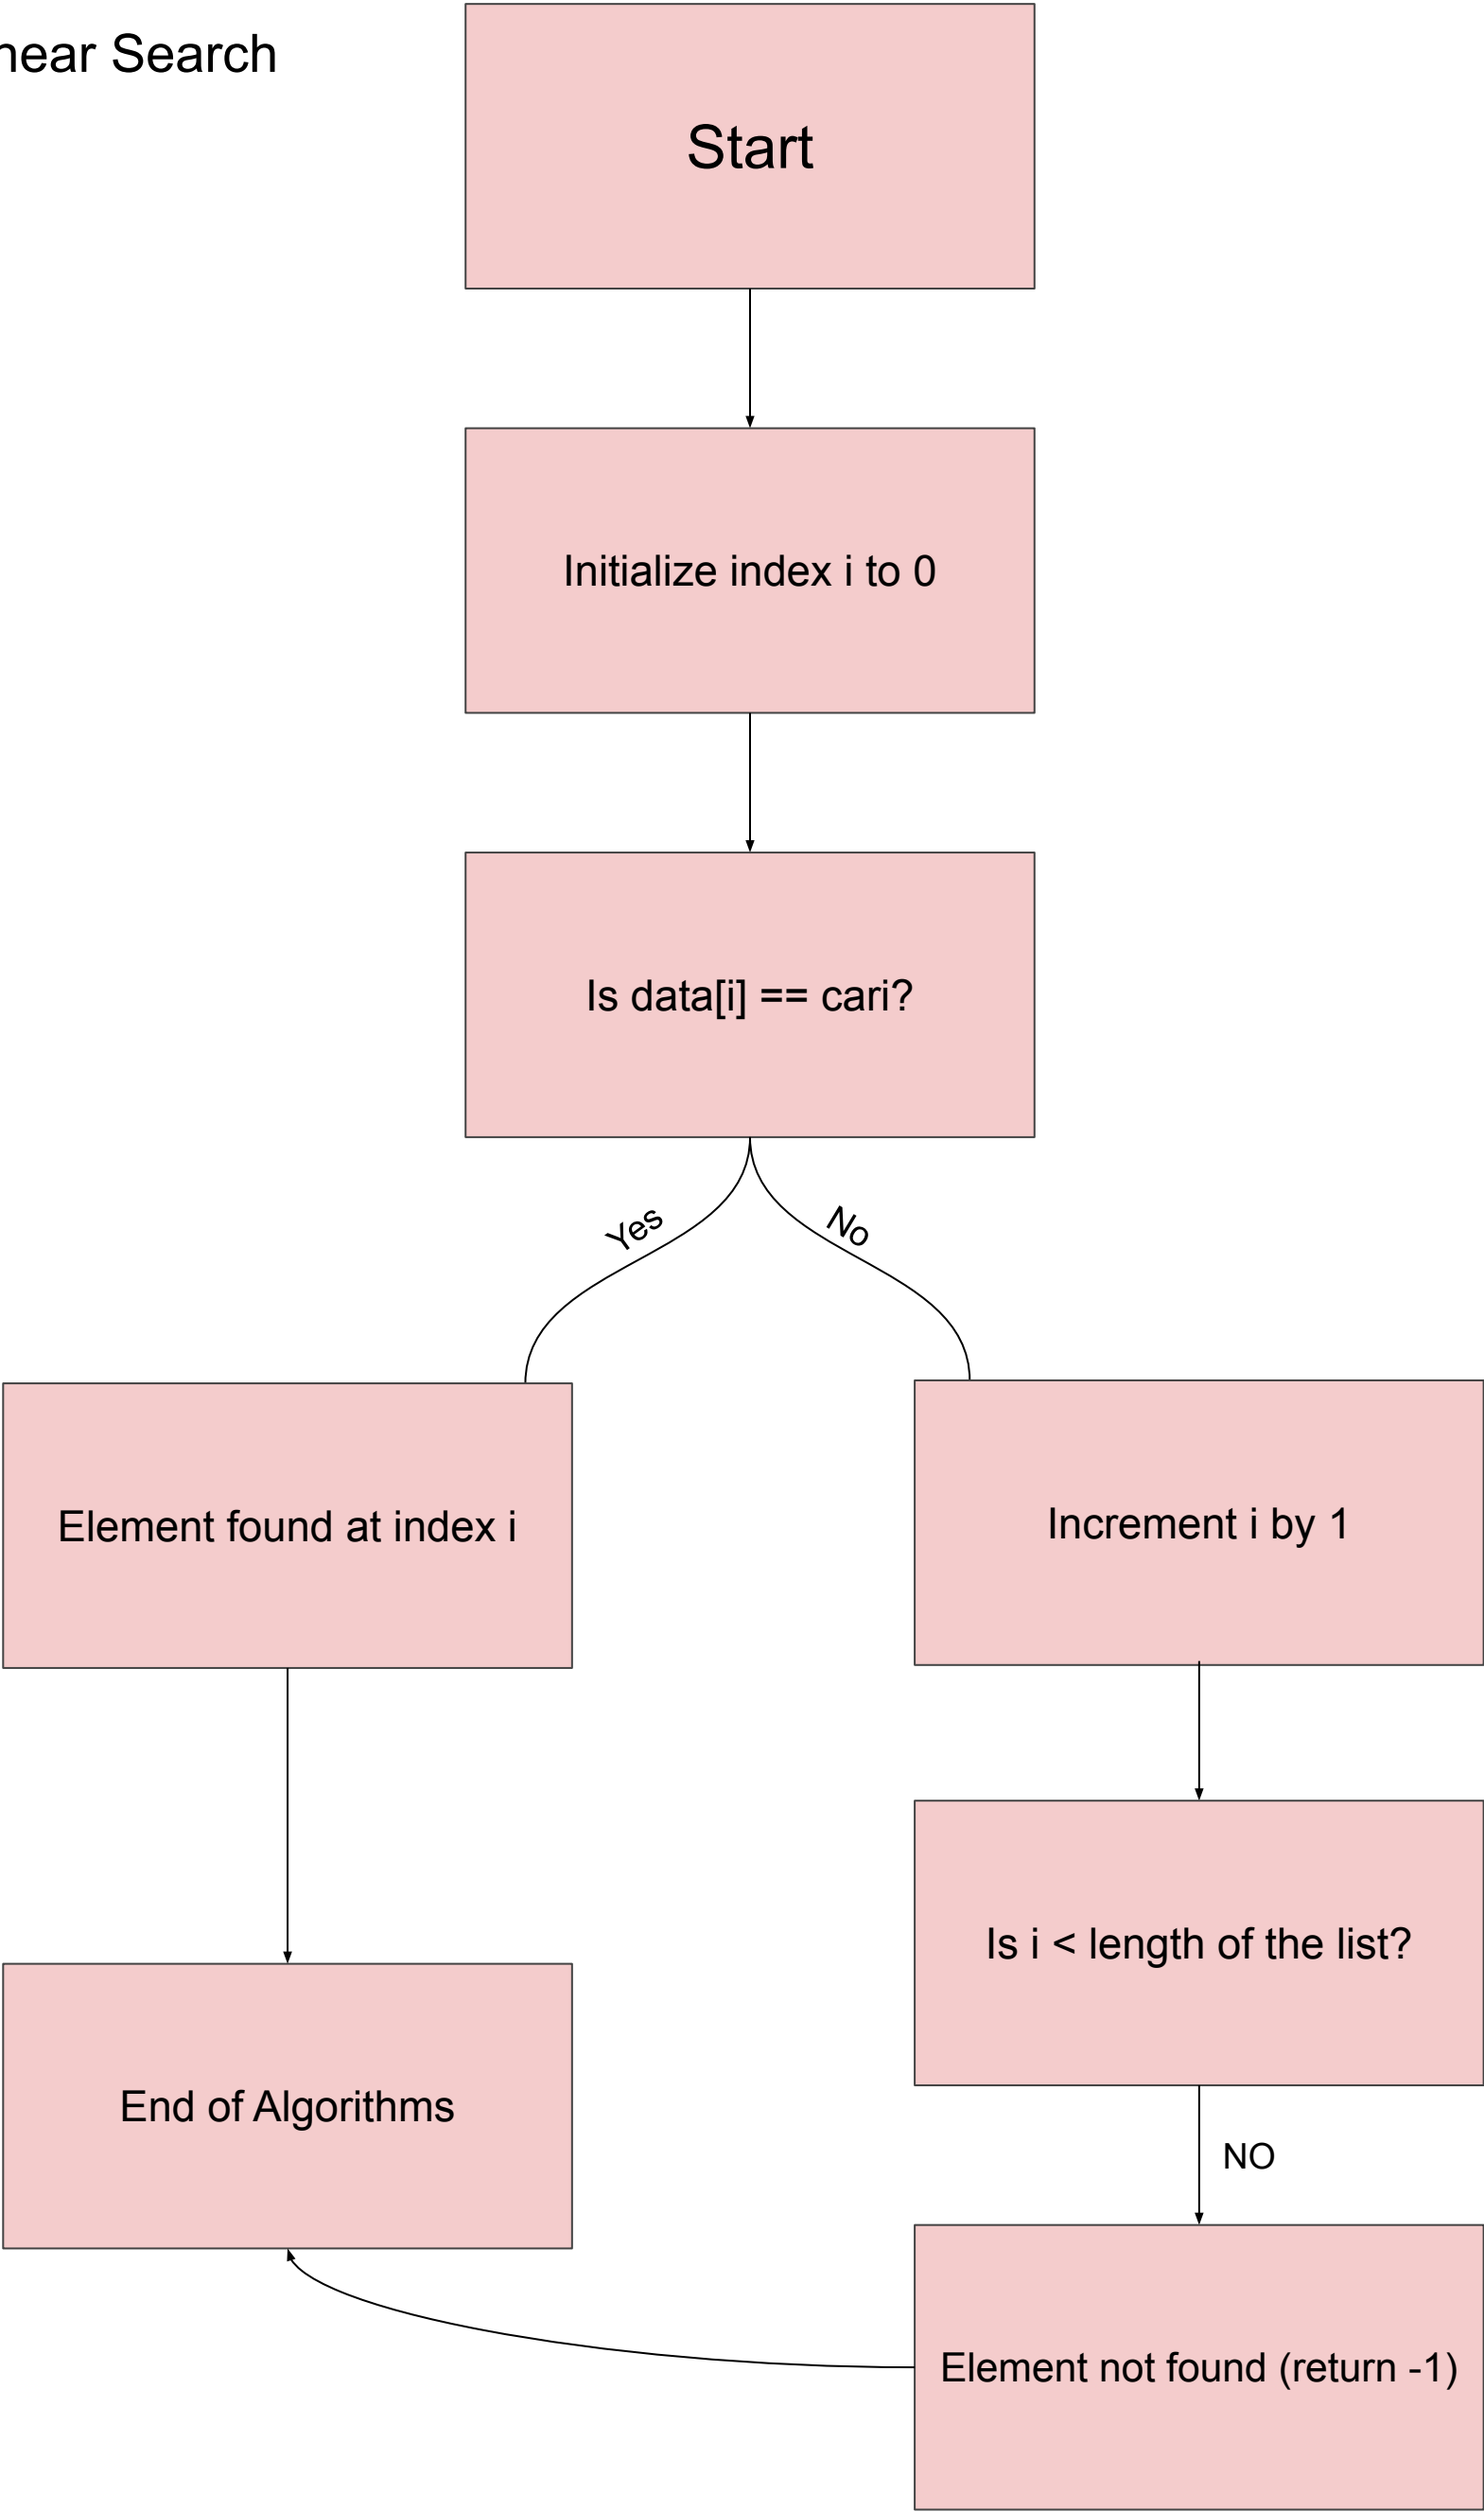 near Search
Start
Initialize index i to 0
Is data[i] == cari?
Yes
No
Element found at index i
Increment i by 1
Is i < length of the list?
End of Algorithms
NO
Element not found (return -1)